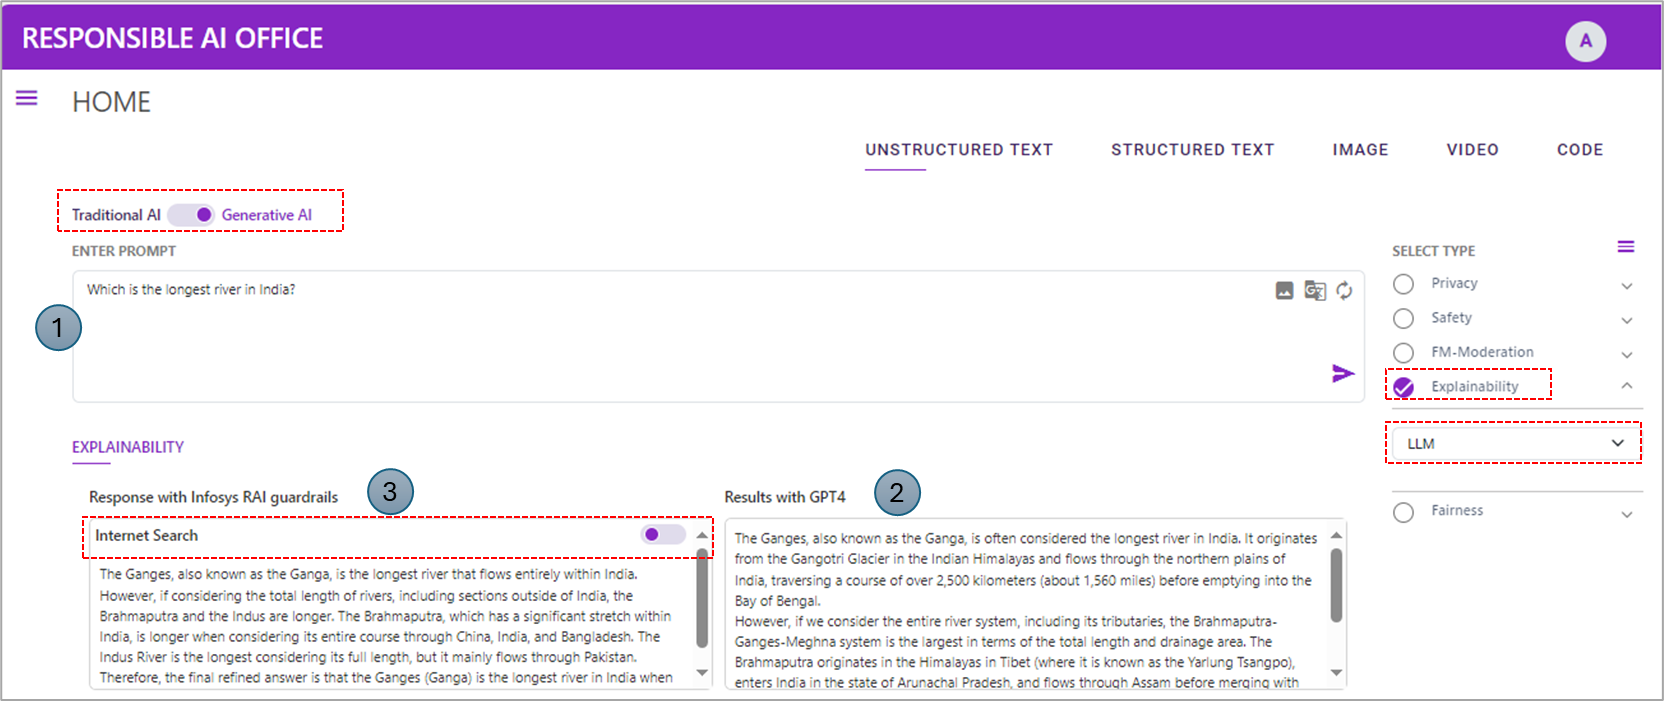 RESPONSIBLE AI OFFICE
A
HOME
UNSTRUCTURED TEXT
STRUCTURED TEXT
IMAGE
VIDEO
CODE
Traditional AI
Generative AI
ENTER PROMPT
Which is the longest river in India?
1
SELECT TYPE
Privacy
Safety
FM-Moderation
Explainability
LLM
Fairness
EXPLAINABILITY
Response with Infosys RAI guardrails
3
Internet Search
The Ganges, also known as the Ganga, is the longest river that flows entirely within India.
However, if considering the total length of rivers, including sections outside of India, the
Brahmaputra and the Indus are longer. The Brahmaputra, which has a significant stretch within
India, is longer when considering its entire course through China, India, and Bangladesh. The
Indus River is the longest considering its full length, but it mainly flows through Pakistan.
Therefore, the final refined answer is that the Ganges (Ganga) is the longest river in India when
Results with GPT4
2
The Ganges, also known as the Ganga, is often considered the longest river in India. It originates
from the Gangotri Glacier in the Indian Himalayas and flows through the northern plains of
India, traversing a course of over 2,500 kilometers (about 1,560 miles) before emptying into the
Bay of Bengal.
However, if we consider the entire river system, including its tributaries, the Brahmaputra-
Ganges-Meghna system is the largest in terms of the total length and drainage area. The
Brahmaputra originates in the Himalayas in Tibet (where it is known as the Yarlung Tsangpo),
enters India in the state of Arunachal Pradesh, and flows through Assam before merging with